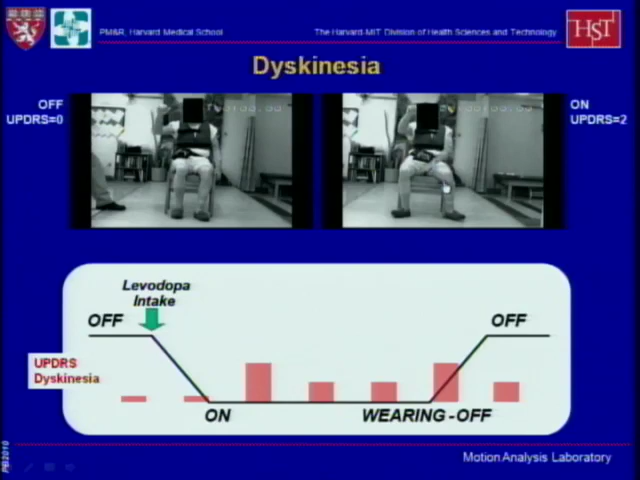 PM&R, Harvard Medical School
The Harvard-MIT Division of Health Sciences and Technology
HST
Dyskinesia
OFF
UPDRS=0
ON
UPDRS=2
Levodopa
Intake
OFF
OFF
UPDRS
Dyskinesia
ON
WEARING-OFF
Motion Analysis Laboratory
PB2010